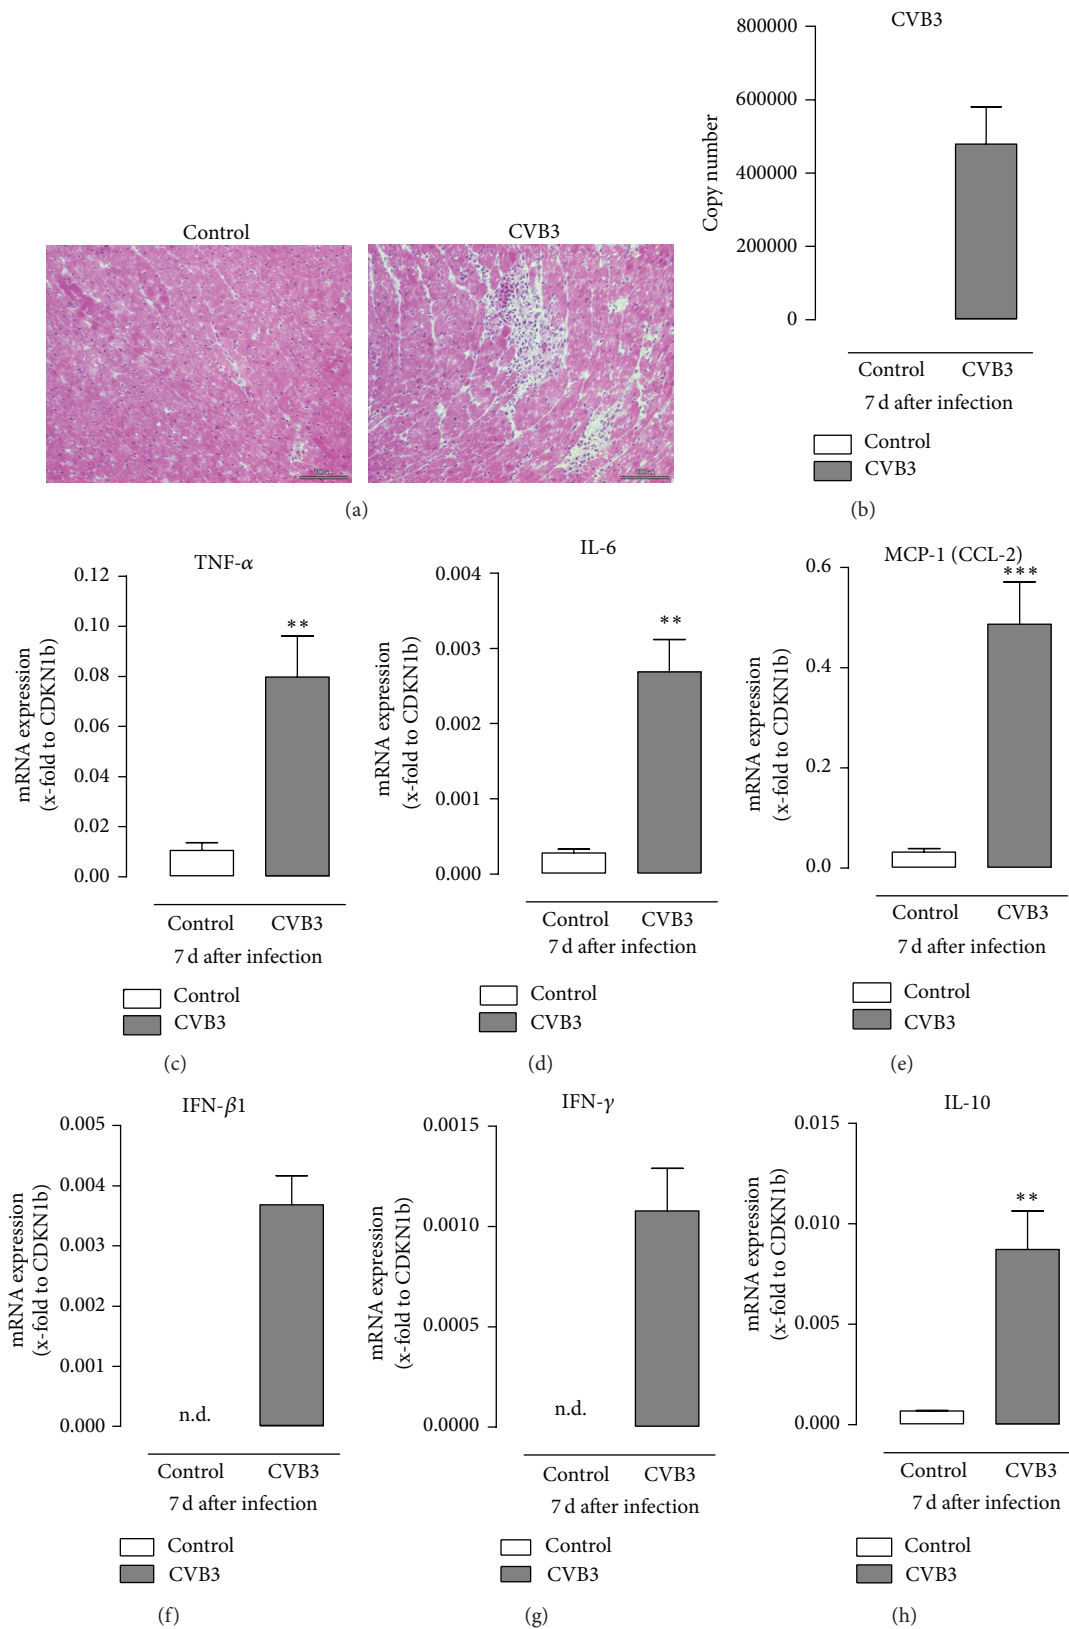 CVB3
800000
600000
400000
200000
0
Copy number
Control CVB3
7 d after infection
Control
CVB3
(b)
Control
CVB3
(a)
TNF-α
0.12
0.10
0.08
0.06
0.04
0.02
0.00
mRNA expression
(x-fold to CDKN1b)
**
Control CVB3
7 d after infection
Control
CVB3
(c)
IL-6
0.004
0.003
0.002
0.001
0.000
mRNA expression
(x-fold to CDKN1b)
**
Control CVB3
7 d after infection
Control
CVB3
(d)
MCP-1 (CCL-2)
0.6
0.4
0.2
0.0
mRNA expression
(x-fold to CDKN1b)
***
Control CVB3
7 d after infection
Control
CVB3
(e)
IFN-β1
0.005
0.004
0.003
0.002
0.001
0.000
mRNA expression
(x-fold to CDKN1b)
n.d.
Control CVB3
7 d after infection
Control
CVB3
(f)
IFN-γ
0.0015
0.0010
0.0005
0.0000
mRNA expression
(x-fold to CDKN1b)
n.d.
Control CVB3
7 d after infection
Control
CVB3
(g)
IL-10
0.015
0.010
0.005
0.000
mRNA expression
(x-fold to CDKN1b)
**
Control CVB3
7 d after infection
Control
CVB3
(h)